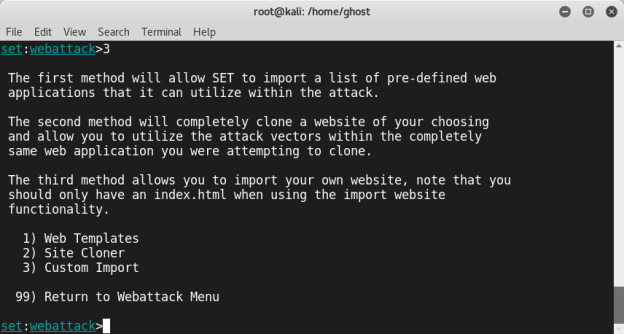 root@kali: /home/ghost
File Edit View Search Terminal Help
set:webattack>3
The first method will allow SET to import a list of pre-defined web
applications that it can utilize within the attack.
The second method will completely clone a website of your choosing
and allow you to utilize the attack vectors within the completely
same web application you were attempting to clone.
The third method allows you to import your own website, note that you
should only have an index.html when using the import website
functionality.
1) Web Templates
2) Site Cloner
3) Custom Import
99) Return to Webattack Menu
set:webattack>